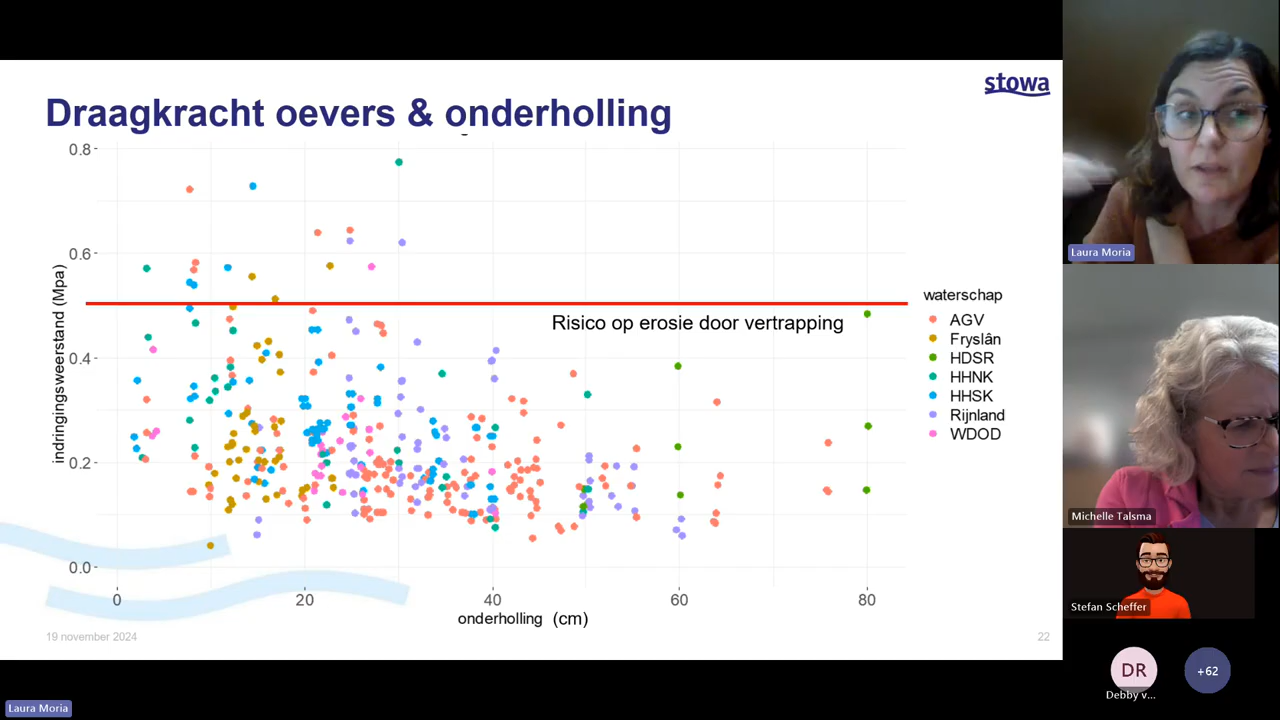 stowa
Draagkracht oevers & onderholling
0.8
0.6
0.4
0.2
0.0
indringingsweerstand (Mpa)
Risico op erosie door vertrapping
waterschap
AGV
Fryslân
HDSR
HHNK
HHSK
Rijnland
WDOD
0
20
40
60
80
onderholling (cm)
19 november 2024
22
Laura Moria
Michelle Talsma
Stefan Scheffer
DR
Debby v...
+62
Laura Moria